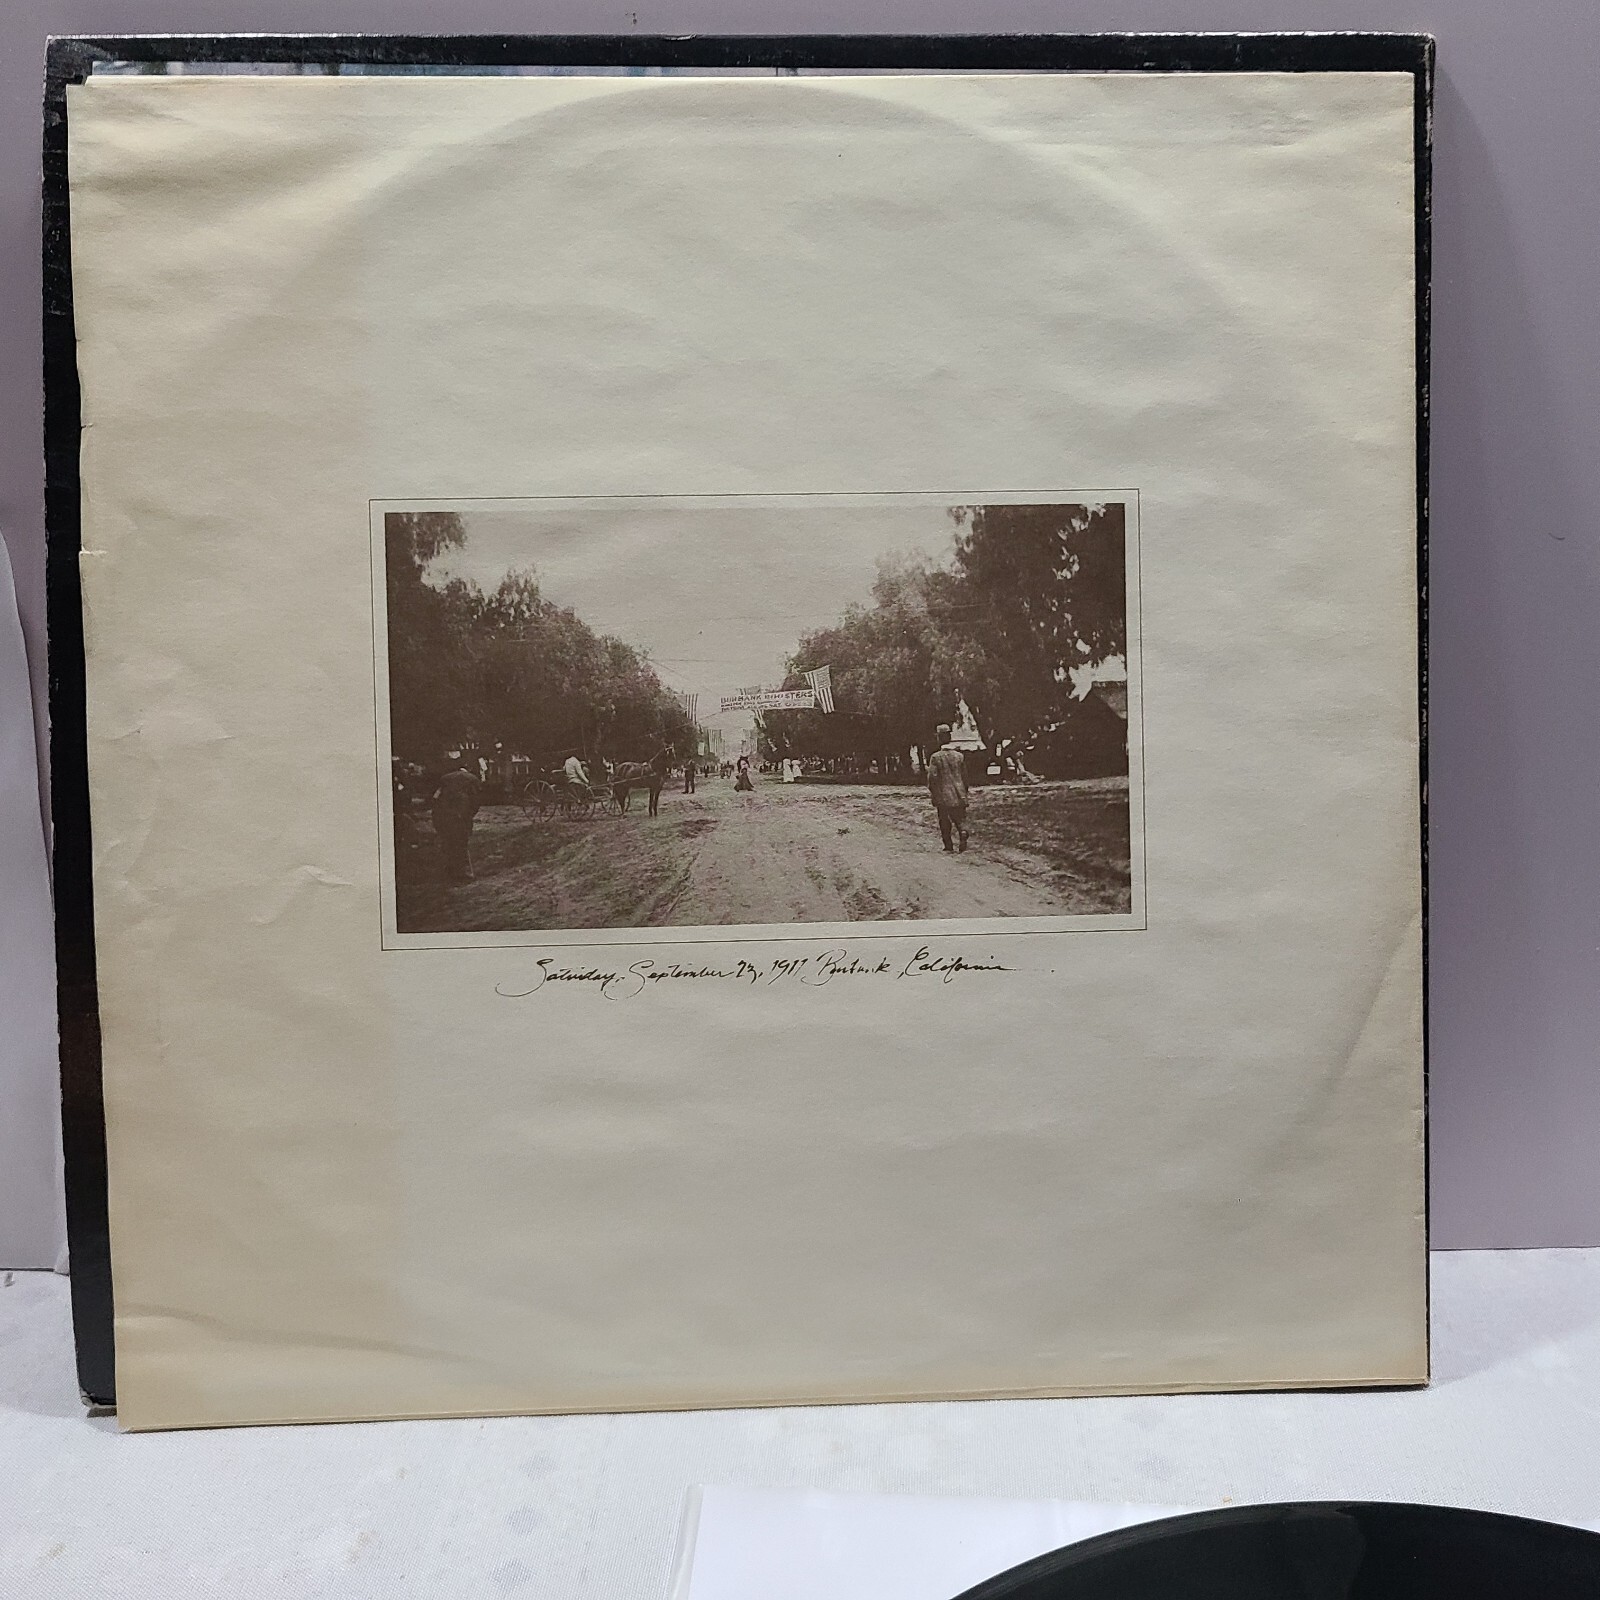 BURBANK BOOSTERS
Saturday, September 23, 1911 Burbank, California